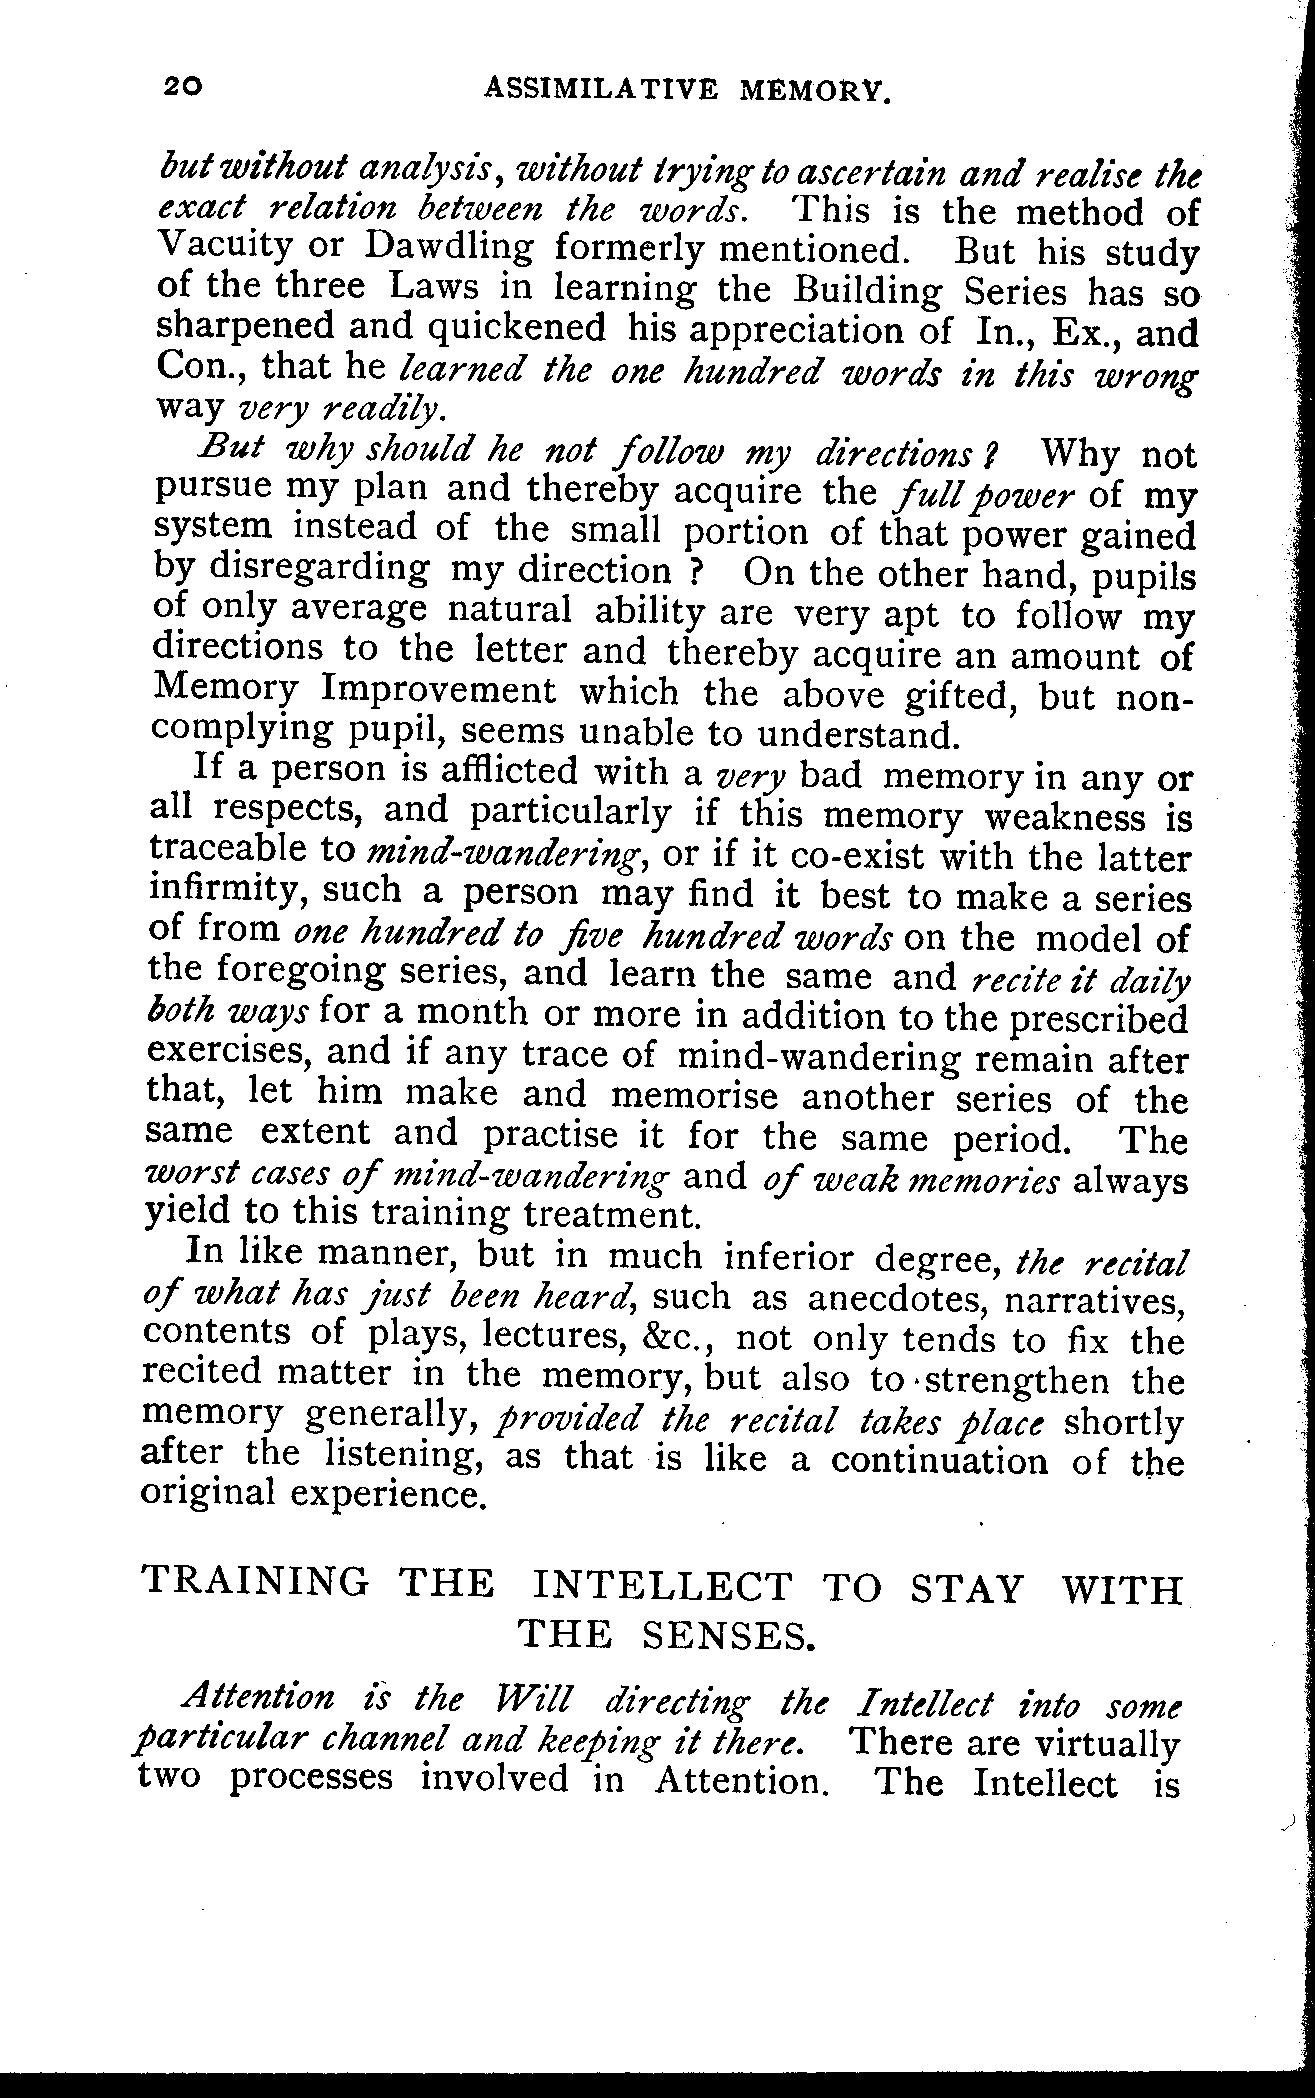 20 ASSIMILATIVE MEMORY.
but without analysis, without trying to ascertain and realise the
exact relation between the words. This is the method of
Vacuity or Dawdling formerly mentioned. But his study
of the three Laws in learning the Building Series has so
sharpened and quickened his appreciation of In., Ex., and
Con., that he learned the one hundred words in this wrong
way very readily.
But why should he not follow my directions? Why not
pursue my plan and thereby acquire the full power of my
system instead of the small portion of that power gained
by disregarding my direction ? On the other hand, pupils
of only average natural ability are very apt to follow my
directions to the letter and thereby acquire an amount of
Memory Improvement which the above gifted, but non-
complying pupil, seems unable to understand.
If a person is afflicted with a very bad memory in any or
all respects, and particularly if this memory weakness is
traceable to mind-wandering, or if it co-exist with the latter
infirmity, such a person may find it best to make a series
of from one hundred to five hundred words on the model of
the foregoing series, and learn the same and recite it daily
both ways for a month or more in addition to the prescribed
exercises, and if any trace of mind-wandering remain after
that, let him make and memorise another series of the
same extent and practise it for the same period. The
worst cases of mind-wandering and of weak memories always
yield to this training treatment.
In like manner, but in much inferior degree, the recital
of what has just been heard, such as anecdotes, narratives,
contents of plays, lectures, &c., not only tends to fix the
recited matter in the memory, but also to strengthen the
memory generally, provided the recital takes place shortly
after the listening, as that is like a continuation of the
original experience.
TRAINING THE INTELLECT TO STAY WITH
THE SENSES.
Attention is the Will directing the Intellect into some
particular channel and keeping it there. There are virtually
two processes involved in Attention. The Intellect is